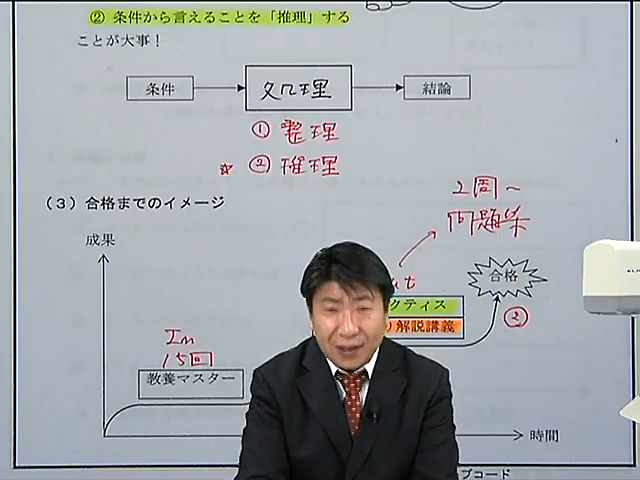 ② 条件から言えることを「推理」する
ことが大事！
条件
処理
結論
① 整理
☆ ② 推理
(3) 合格までのイメージ
2周～
問題集
成果
ut
合格
クティス
解説講義
②
In
15回
教養マスター
時間
プコード